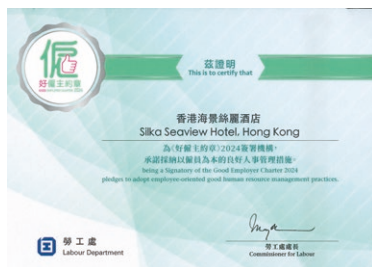 好僱主約章
2024
茲證明
This is to certify that
香港海景絲麗酒店
Silka Seaview Hotel, Hong Kong
為《好僱主約章》2024簽署機構，
承諾採納以僱員為本的良好人事管理措施。
being a Signatory of the Good Employer Charter 2024
pledges to adopt employee-oriented good human resource management practices.
勞工處
Labour Department
勞工處處長
Commissioner for Labour